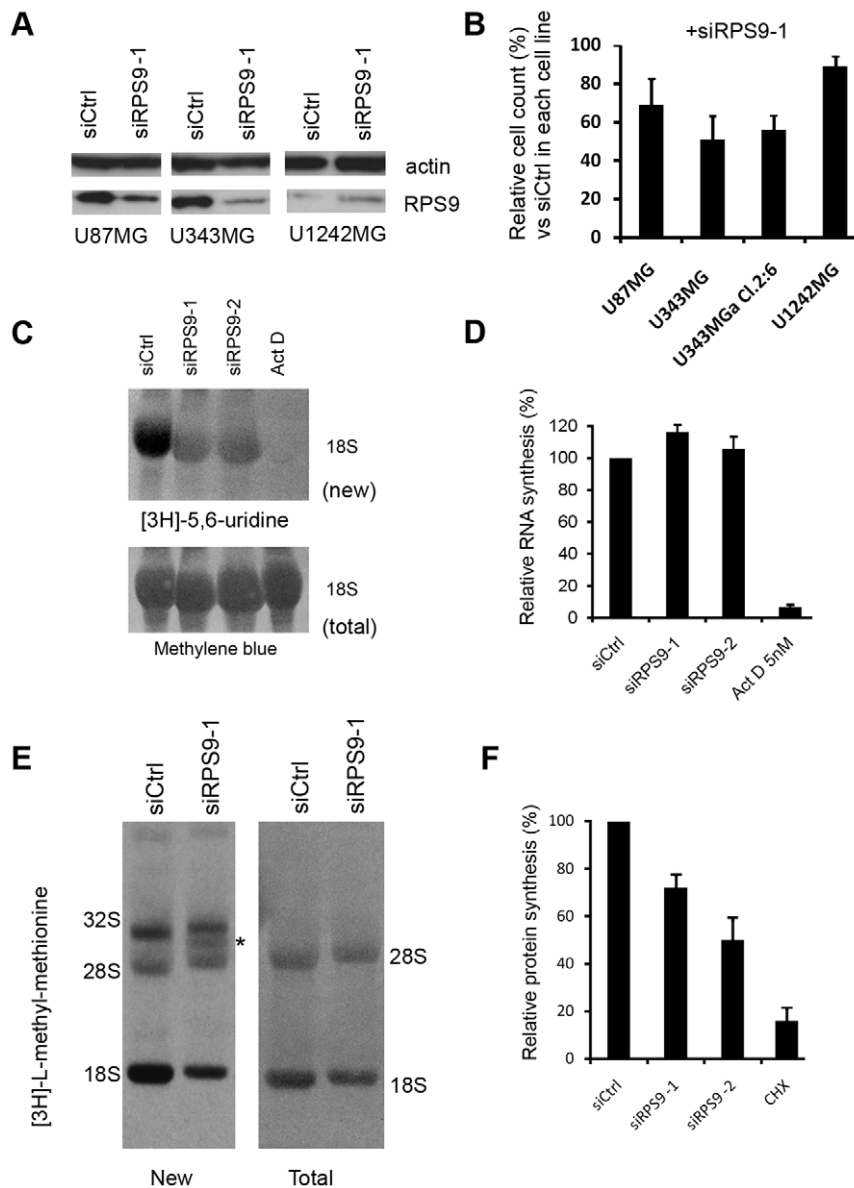 A
siCtrl
siRPS9-1
siCtrl
siRPS9-1
siCtrl
siRPS9-1
actin
RPS9
U87MG
U343MG
U1242MG
B
+siRPS9-1
Relative cell count (%)
vs siCtrl in each cell line
100
80
60
40
20
0
U87MG
U343MG
U343MGa Cl.2:6
U1242MG
C
siCtrl
siRPS9-1
siRPS9-2
Act D
18S
(new)
[3H]-5,6-uridine
18S
(total)
Methylene blue
D
Relative RNA synthesis (%)
120
100
80
60
40
20
0
siCtrl
siRPS9-1
siRPS9-2
Act D 5nM
E
[3H]-L-methyl-methionine
siCtrl
siRPS9-1
siCtrl
siRPS9-1
32S
*
28S
28S
18S
18S
New
Total
F
Relative protein synthesis (%)
100
80
60
40
20
0
siCtrl
siRPS9-1
siRPS9-2
CHX